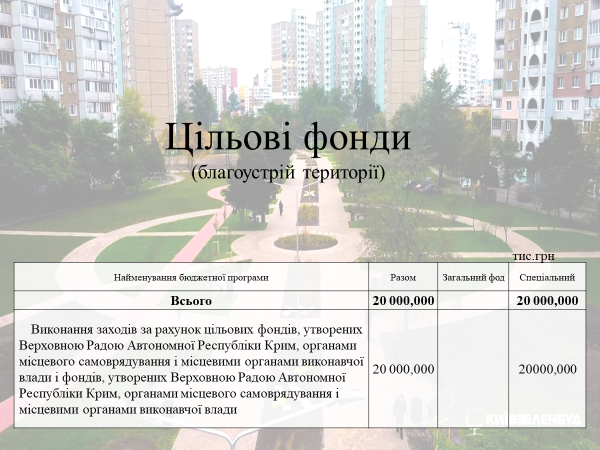 Цільові фонди
(благоустрій території)
тис.грн
Найменування бюджетної програми Разом Загальний фод Спеціальний
Всього 20 000,000 20 000,000
Виконання заходів за рахунок цільових фондів, утворених
Верховною Радою Автономної Республіки Крим, органами
місцевого самоврядування і місцевими органами виконавчої
влади і фондів, утворених Верховною Радою Автономної
Республіки Крим, органами місцевого самоврядування і
місцевими органами виконавчої влади
20 000,000 20000,000
КИЇВЗЕЛЕНБУД